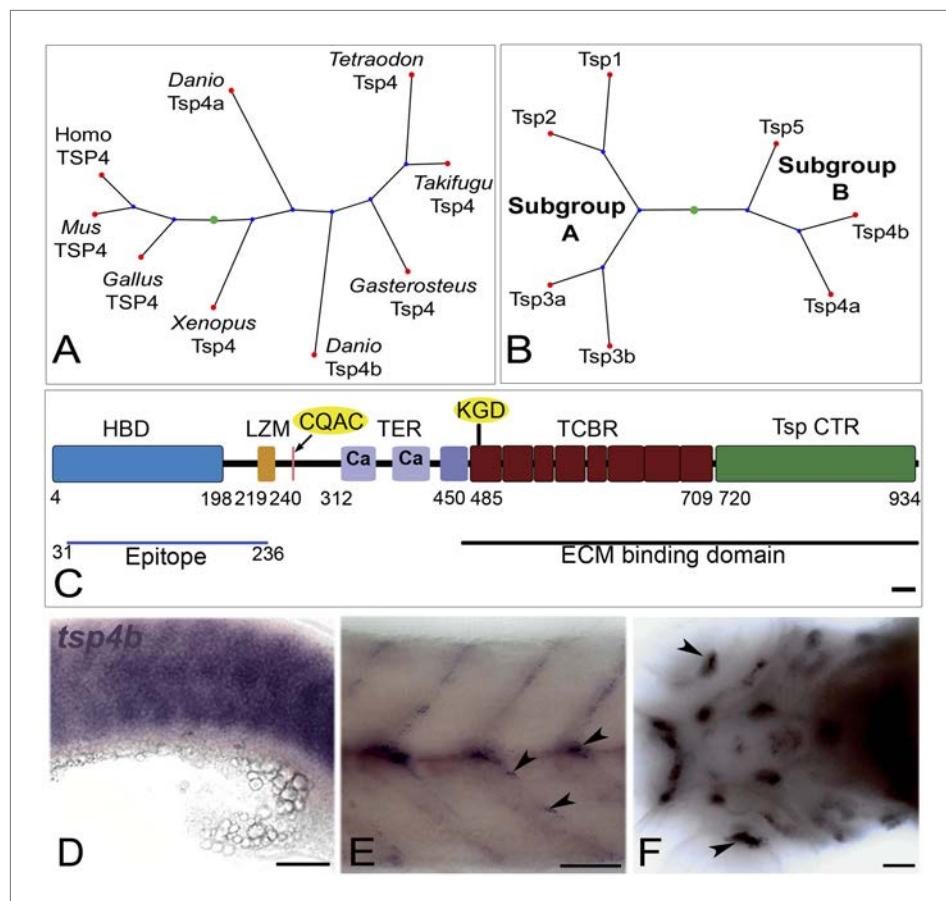 Danio
Tsp4a
Tetraodon
Tsp4
Homo
TSP4
Takifugu
Tsp4
Mus
TSP4
Gallus
TSP4
Xenopus
Tsp4
Gasterosteus
Tsp4
Danio
Tsp4b
A
Tsp1
Tsp2
Tsp5
Subgroup
B
Subgroup
A
Tsp4b
Tsp3a
Tsp4a
Tsp3b
B
HBD LZM CQAC TER KGD TCBR Tsp CTR
Ca Ca
4 198 219 240 312 450 485 709 720 934
31 Epitope 236 ECM binding domain
C
tsp4b
D
E
F